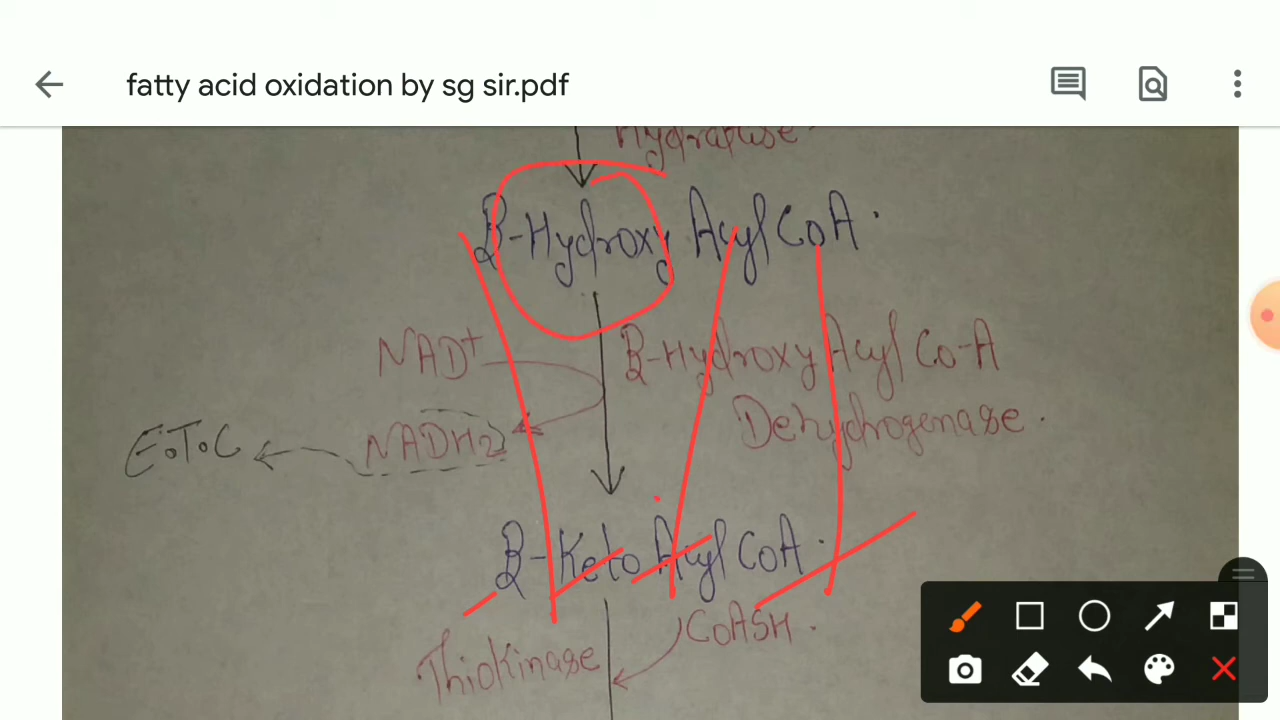 fatty acid oxidation by sg sir.pdf
Hydratase
β-Hydroxy Acyl CoA.
NAD+
β-Hydroxy Acyl Co-A
Dehydrogenase.
E.T.C
NADH2
β-Keto Acyl CoA.
CoASH.
Thiokinase